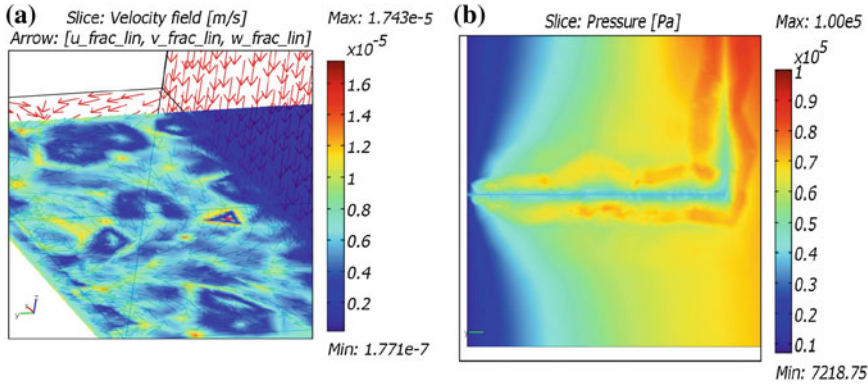 (a)
Slice: Velocity field [m/s]
Arrow: [u_frac_lin, v_frac_lin, w_frac_lin]
Max: 1.743e-5
x10-5
1.6
1.4
1.2
1
0.8
0.6
0.4
0.2
Min: 1.771e-7
(b)
Slice: Pressure [Pa]
Max: 1.00e5
x10^5
1
0.9
0.8
0.7
0.6
0.5
0.4
0.3
0.2
0.1
Min: 7218.75